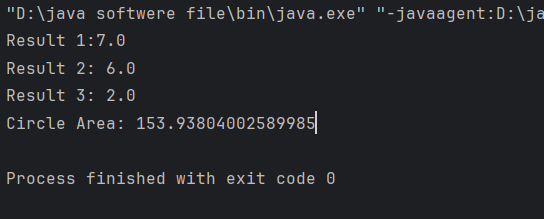 "D:\java softwere file\bin\java.exe" "-javaagent:D:\ja
Result 1:7.0
Result 2: 6.0
Result 3: 2.0
Circle Area: 153.93804002589985
Process finished with exit code 0